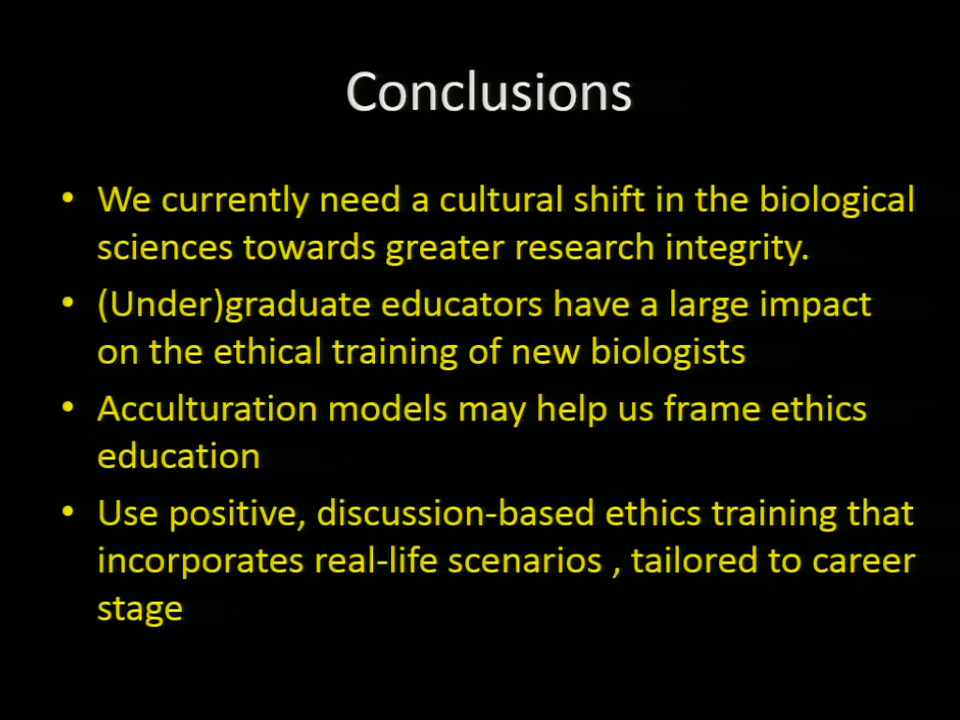 Conclusions
• We currently need a cultural shift in the biological
sciences towards greater research integrity.
• (Under)graduate educators have a large impact
on the ethical training of new biologists
• Acculturation models may help us frame ethics
education
• Use positive, discussion-based ethics training that
incorporates real-life scenarios , tailored to career
stage